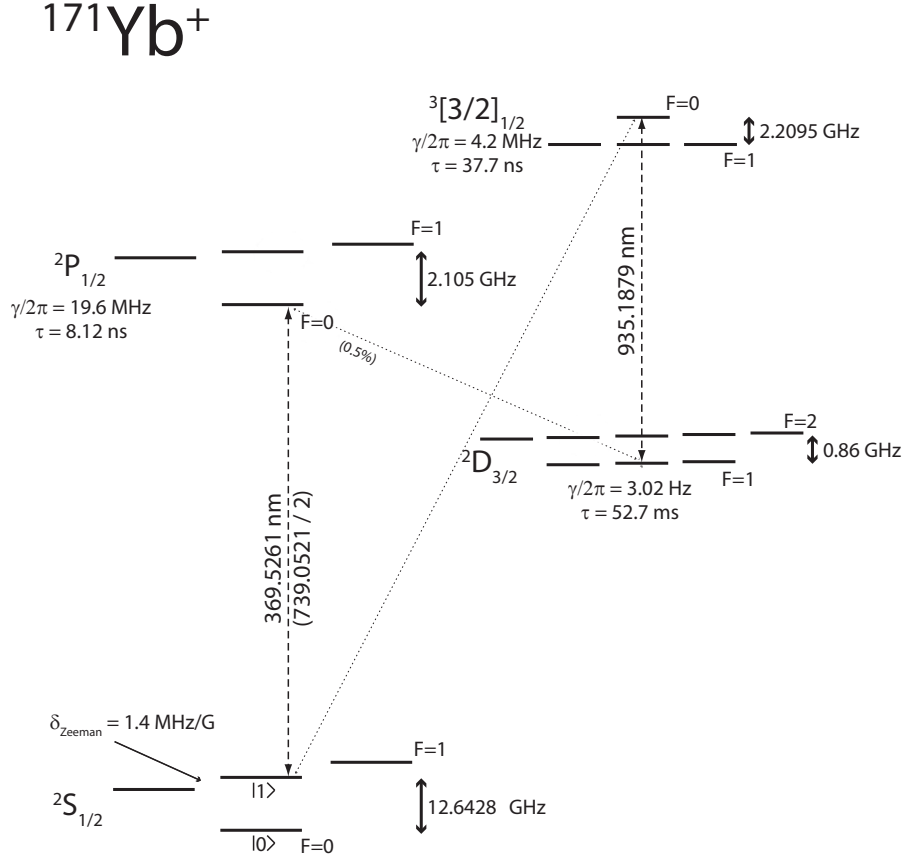 171Yb+
3[3/2]1/2
γ/2π = 4.2 MHz
τ = 37.7 ns
F=0
2.2095 GHz
F=1
2P1/2
γ/2π = 19.6 MHz
τ = 8.12 ns
F=1
2.105 GHz
F=0
(0.5%)
935.1879 nm
2D3/2
F=2
0.86 GHz
F=1
γ/2π = 3.02 Hz
τ = 52.7 ms
369.5261 nm
(739.0521 / 2)
δZeeman = 1.4 MHz/G
2S1/2
F=1
|1>
12.6428 GHz
|0>
F=0